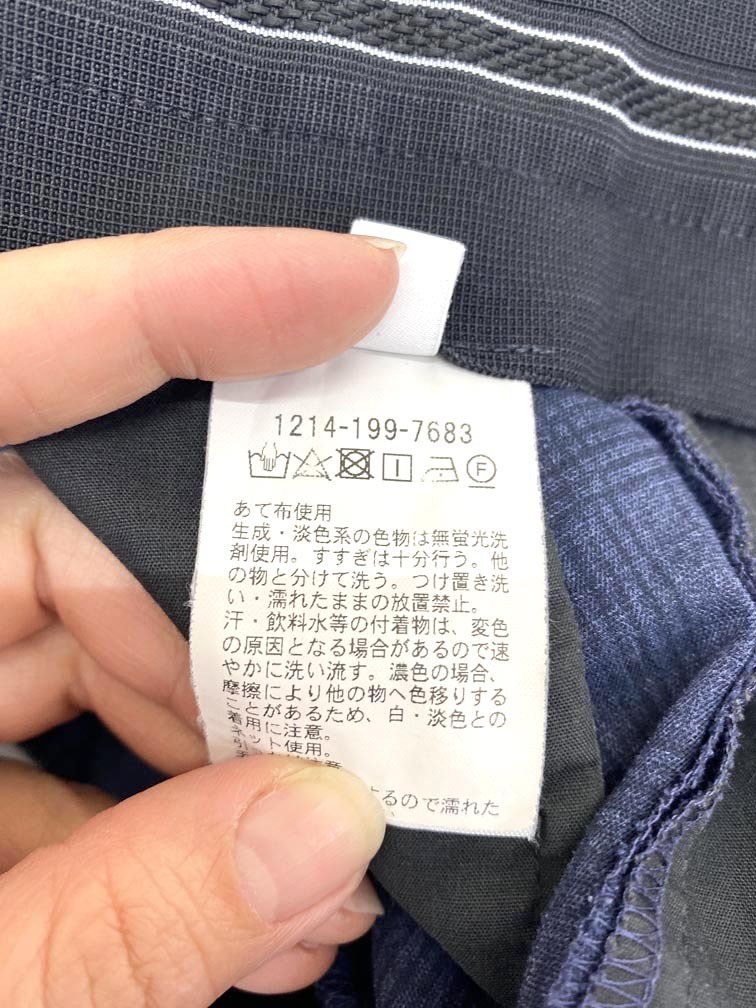 1214-199-7683
F
あて布使用
生成・淡色系の色物は無蛍光洗
剤使用。すすぎは十分行う。他
の物と分けて洗う。つけ置き洗
い・濡れたままの放置禁止。
汗・飲料水等の付着物は、変色
の原因となる場合があるので速
やかに洗い流す。濃色の場合、
摩擦により他の物へ色移りする
ことがあるため、白・淡色との
着用に注意。
ネット使用。
するので濡れた